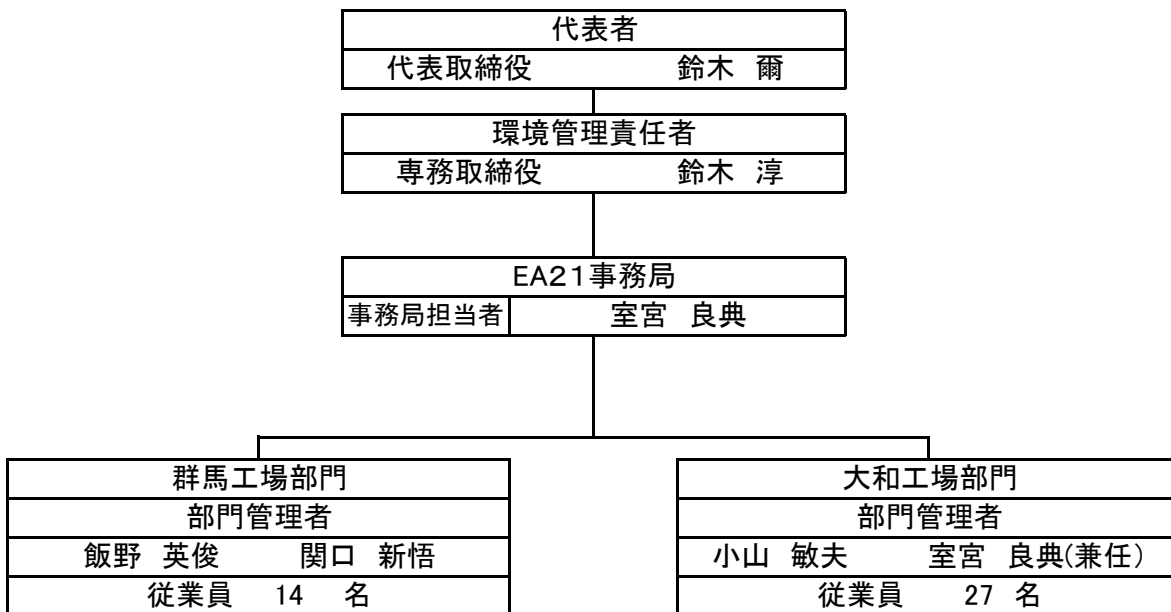 代表者
代表取締役 鈴木 爾
環境管理責任者
専務取締役 鈴木 淳
EA21事務局
事務局担当者 室宮 良典
群馬工場部門
部門管理者
飯野 英俊 関口 新悟
従業員 14 名
大和工場部門
部門管理者
小山 敏夫 室宮 良典(兼任)
従業員 27 名